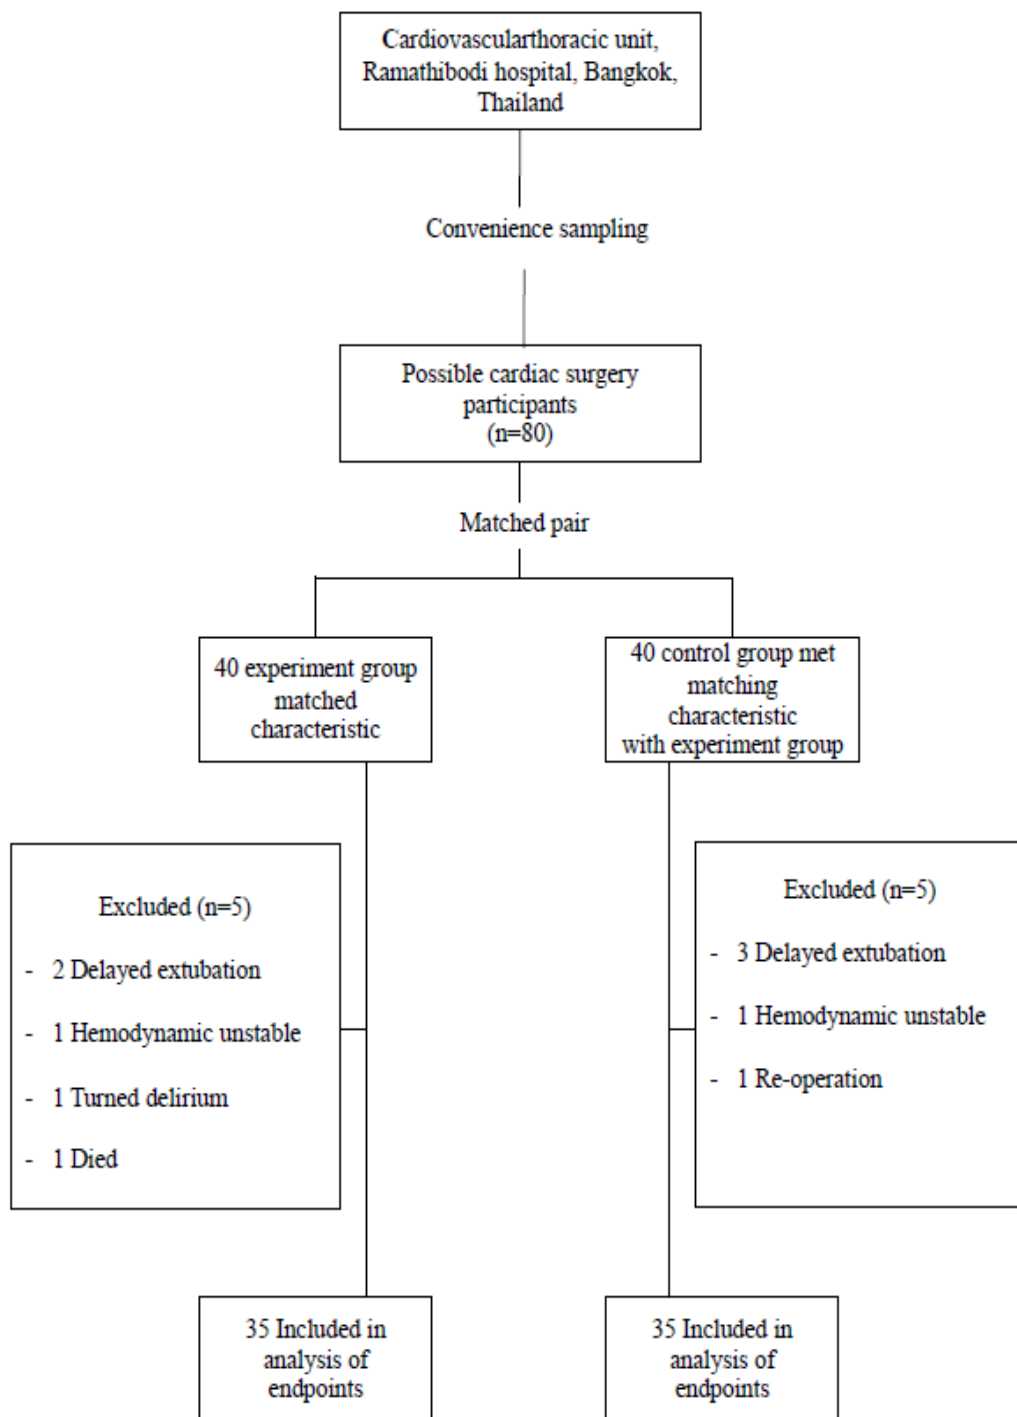 Cardiovascularthoracic unit,
Ramathibodi hospital, Bangkok,
Thailand
Convenience sampling
Possible cardiac surgery
participants
(n=80)
Matched pair
40 experiment group
matched
characteristic
40 control group met
matching
characteristic
with experiment group
Excluded (n=5)
- 2 Delayed extubation
- 1 Hemodynamic unstable
- 1 Turned delirium
- 1 Died
Excluded (n=5)
- 3 Delayed extubation
- 1 Hemodynamic unstable
- 1 Re-operation
35 Included in
analysis of
endpoints
35 Included in
analysis of
endpoints